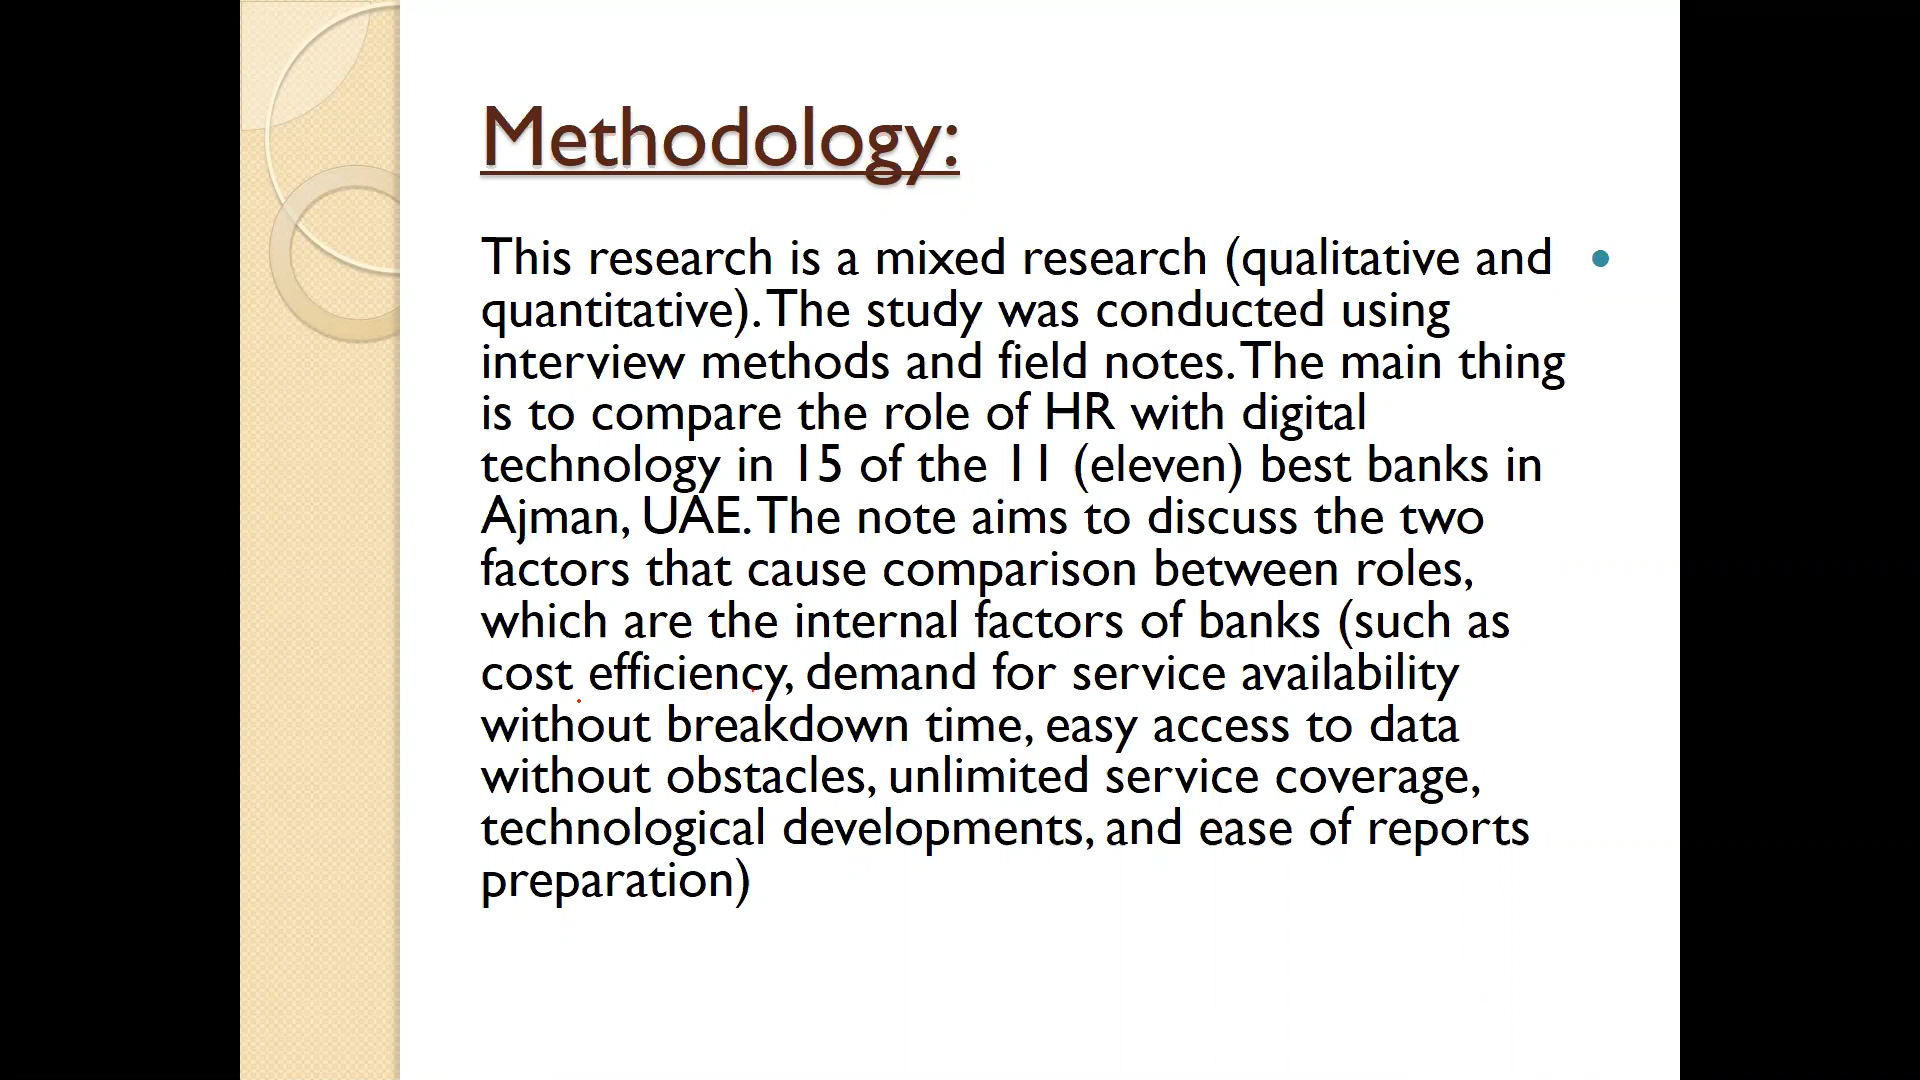 Methodology:
This research is a mixed research (qualitative and
quantitative). The study was conducted using
interview methods and field notes. The main thing
is to compare the role of HR with digital
technology in 15 of the 11 (eleven) best banks in
Ajman, UAE. The note aims to discuss the two
factors that cause comparison between roles,
which are the internal factors of banks (such as
cost efficiency, demand for service availability
without breakdown time, easy access to data
without obstacles, unlimited service coverage,
technological developments, and ease of reports
preparation)